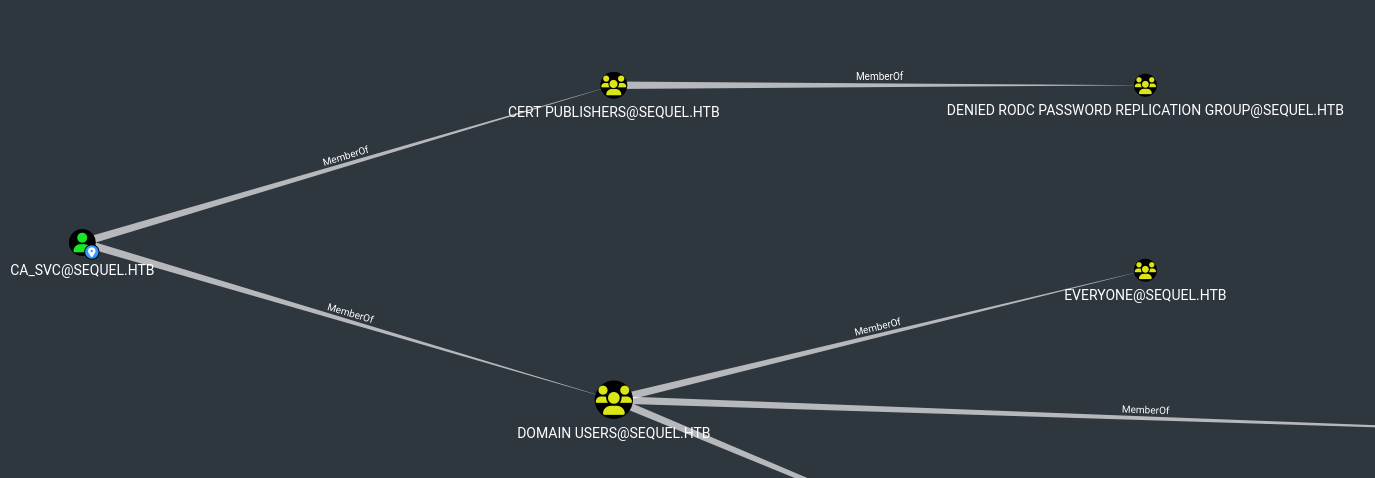 MemberOf
CERT PUBLISHERS@SEQUEL.HTB
DENIED RODC PASSWORD REPLICATION GROUP@SEQUEL.HTB
MemberOf
CA_SVC@SEQUEL.HTB
EVERYONE@SEQUEL.HTB
MemberOf
MemberOf
MemberOf
DOMAIN USERS@SEQUEL.HTB